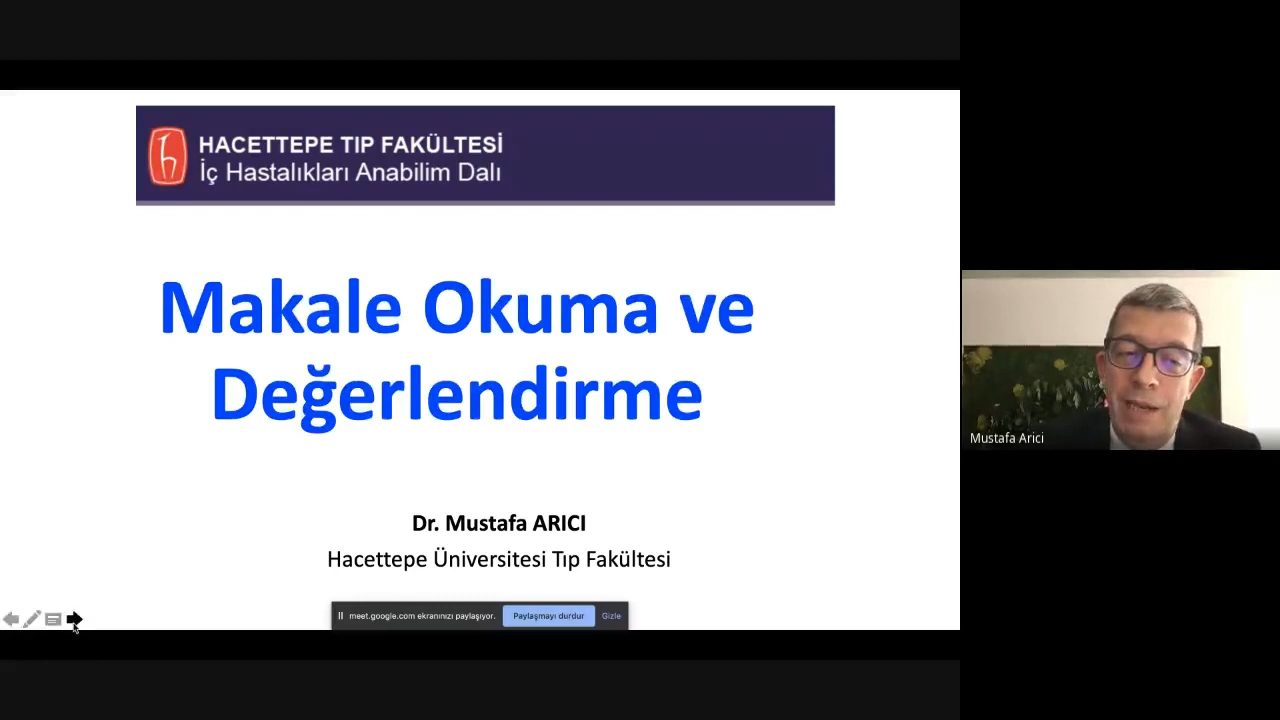 HACETTEPE TIP FAKÜLTESİ
İç Hastalıkları Anabilim Dalı
Makale Okuma ve
Değerlendirme
Dr. Mustafa ARICI
Hacettepe Üniversitesi Tıp Fakültesi
meet.google.com ekranınızı paylaşıyor. Paylaşmayı durdur Gizle
Mustafa Arici